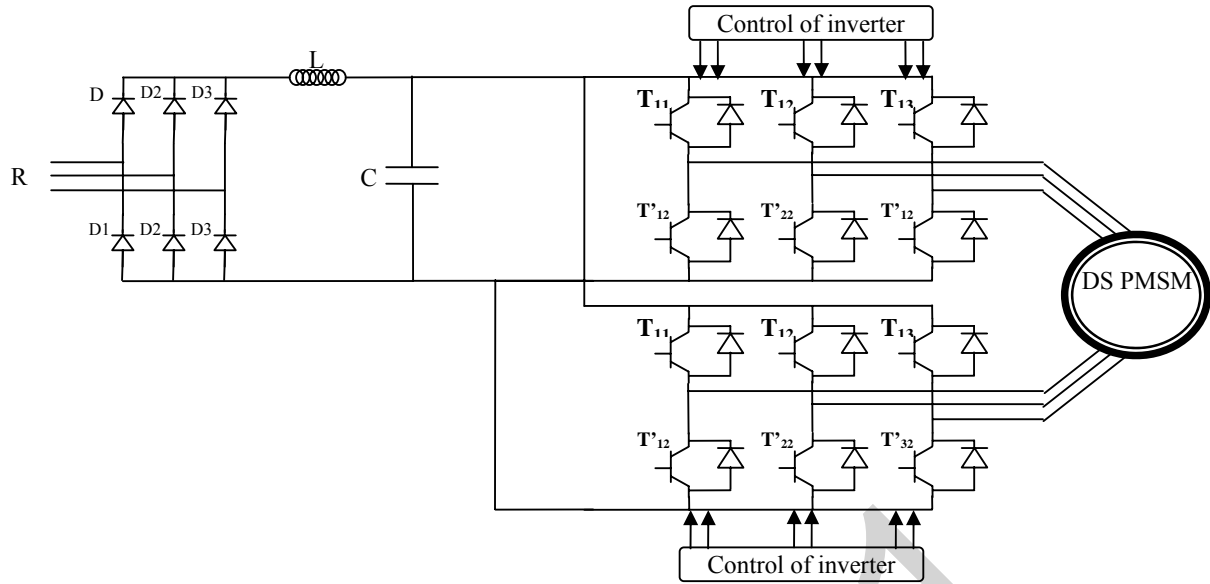 Control of inverter
L
D D2 D3
T₁₁ T₁₂ T₁₃
R
C
D1 D2 D3
T’₁₂ T’₂₂ T’₁₂
DS PMSM
T₁₁ T₁₂ T₁₃
T’₁₂ T’₂₂ T’₃₂
Control of inverter